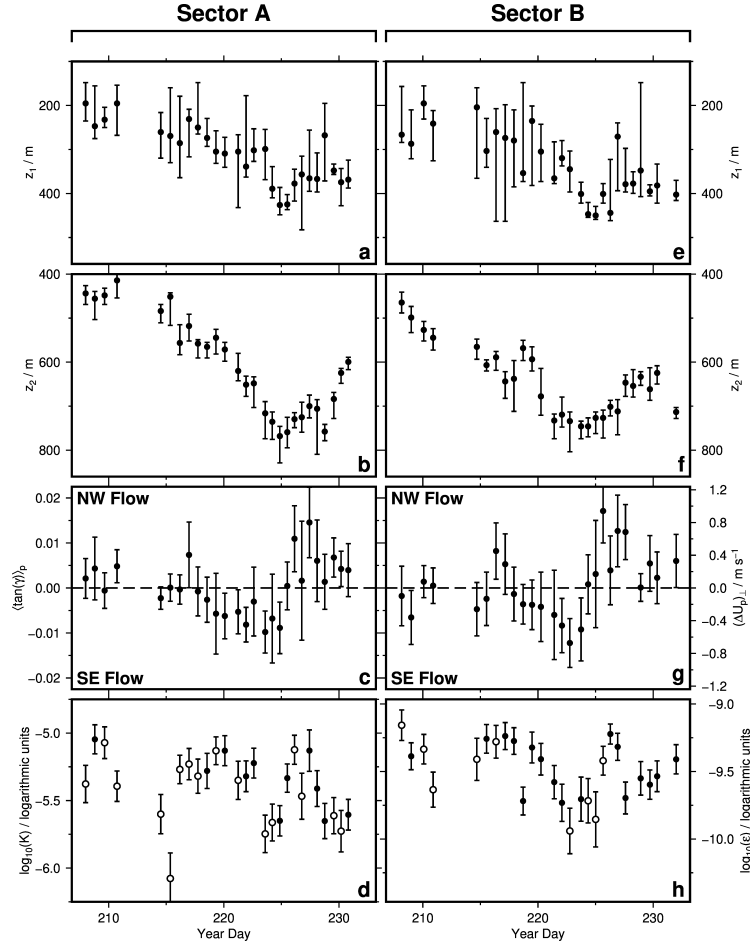 Sector A Sector B
200
300
400
z1 / m
a
e
200
300
400
z1 / m
400
600
800
z2 / m
b
f
400
600
800
z2 / m
0.02
0.01
0.00
−0.01
−0.02
⟨tan(γ)⟩p
NW Flow
SE Flow
c
NW Flow
SE Flow
g
1.2
0.8
0.4
0.0
−0.4
−0.8
−1.2
(ΔUp)⊥ / m s−1
−5.0
−5.5
−6.0
log10(K) / logarithmic units
d
h
−9.0
−9.5
−10.0
log10(ε) / logarithmic units
210 220 230 210 220 230
Year Day Year Day